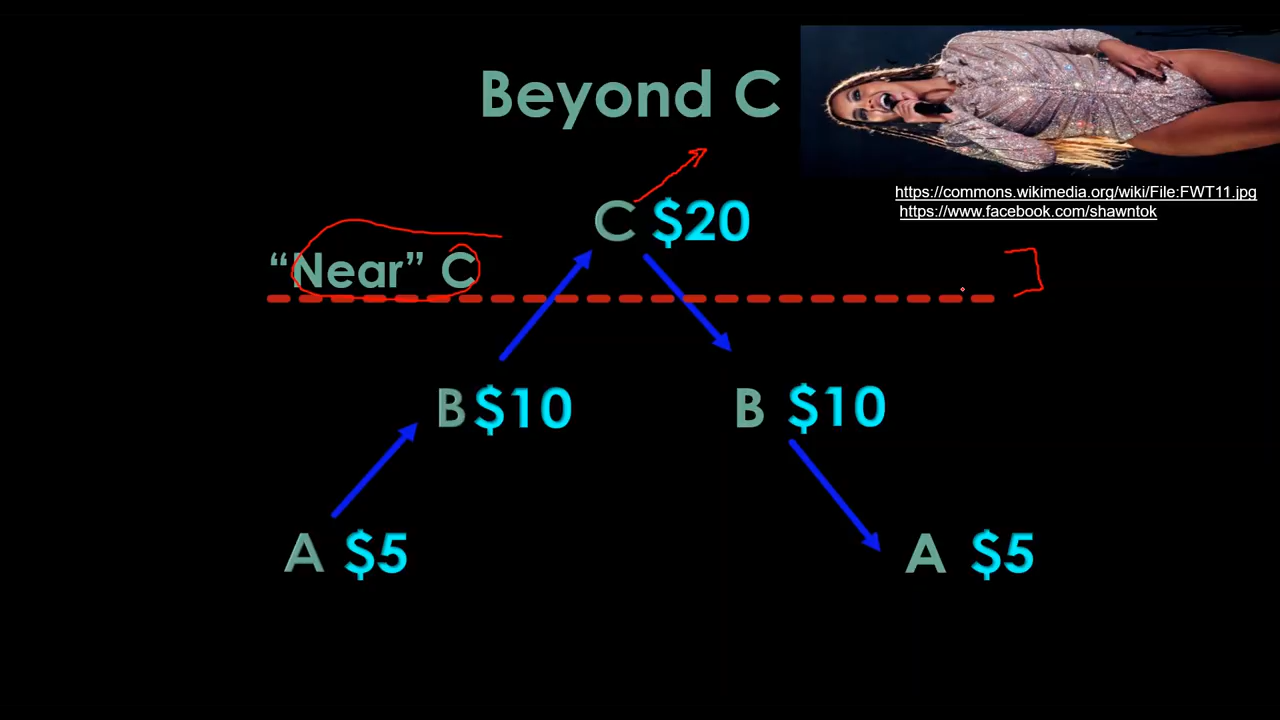 Beyond C
https://commons.wikimedia.org/wiki/File:FWT11.jpg
https://www.facebook.com/shawntok
C $20
“Near” C
B $10 B $10
A $5 A $5